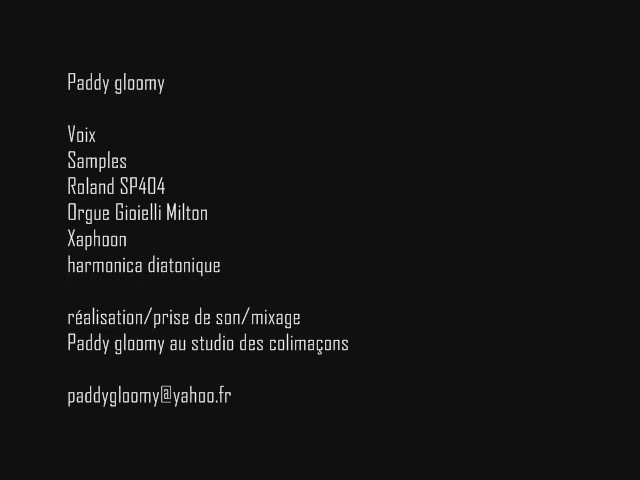 Paddy gloomy
Voix
Samples
Roland SP404
Orgue Gioielli Milton
Xaphoon
harmonica diatonique
réalisation/prise de son/mixage
Paddy gloomy au studio des colimaçons
paddygloomy@yahoo.fr